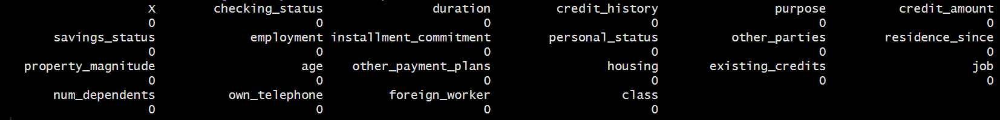 X checking_status duration credit_history purpose credit_amount
0 0 0 0 0 0
savings_status employment installment_commitment personal_status other_parties residence_since
0 0 0 0 0 0
property_magnitude age other_payment_plans housing existing_credits job
0 0 0 0 0 0
num_dependents own_telephone foreign_worker class
0 0 0 0